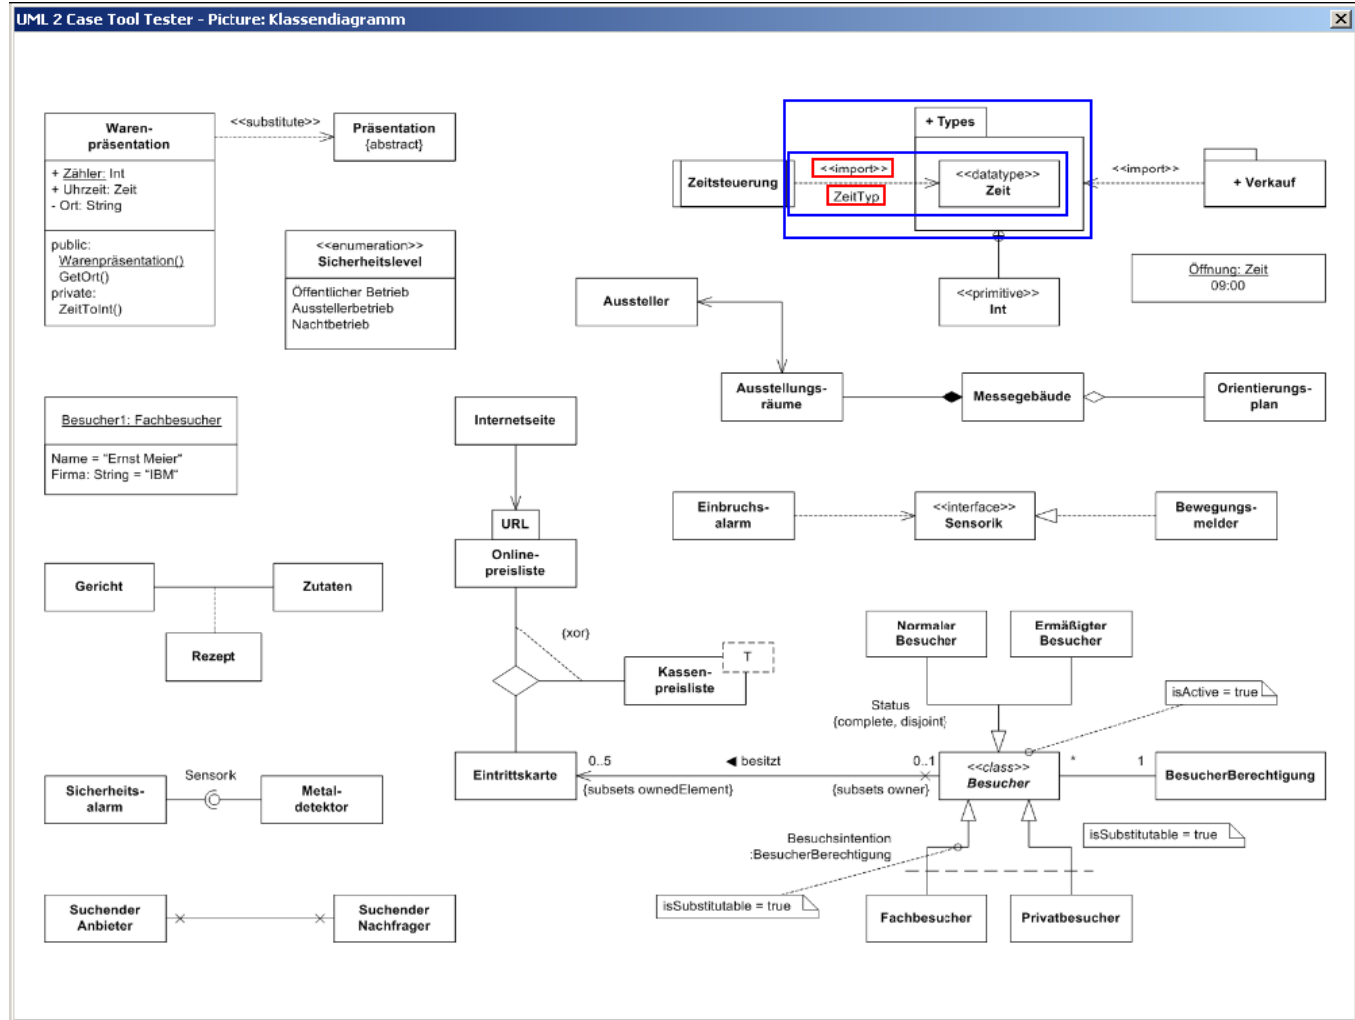 UML 2 Case Tool Tester - Picture: Klassendiagramm
Waren-
präsentation
+ Zähler: Int
+ Uhrzeit: Zeit
- Ort: String
public:
Warenpräsentation()
GetOrt()
private:
ZeitToInt()
<<substitute>>
Präsentation
{abstract}
<<enumeration>>
Sicherheitslevel
Öffentlicher Betrieb
Ausstellerbetrieb
Nachtbetrieb
+ Types
Zeitsteuerung
<<import>>
ZeitTyp
<<datatype>>
Zeit
<<import>>
+ Verkauf
<<primitive>>
Int
Öffnung: Zeit
09:00
Aussteller
Ausstellungs-
räume
Messegebäude
Orientierungs-
plan
Besucher1: Fachbesucher
Name = "Ernst Meier"
Firma: String = "IBM"
Internetseite
URL
Online-
preisliste
Einbruchs-
alarm
<<interface>>
Sensorik
Bewegungs-
melder
Gericht
Zutaten
Rezept
{xor}
T
Kassen-
preisliste
Normaler
Besucher
Ermäßigter
Besucher
Status
{complete, disjoint}
isActive = true
Sicherheits-
alarm
Sensork
Metal-
detektor
Eintrittskarte
0..5
◀ besitzt
0..1
{subsets ownedElement}
{subsets owner}
<<class>>
Besucher
*
1
BesucherBerechtigung
Besuchsintention
:BesucherBerechtigung
isSubstitutable = true
isSubstitutable = true
Suchender
Anbieter
Suchender
Nachfrager
Fachbesucher
Privatbesucher